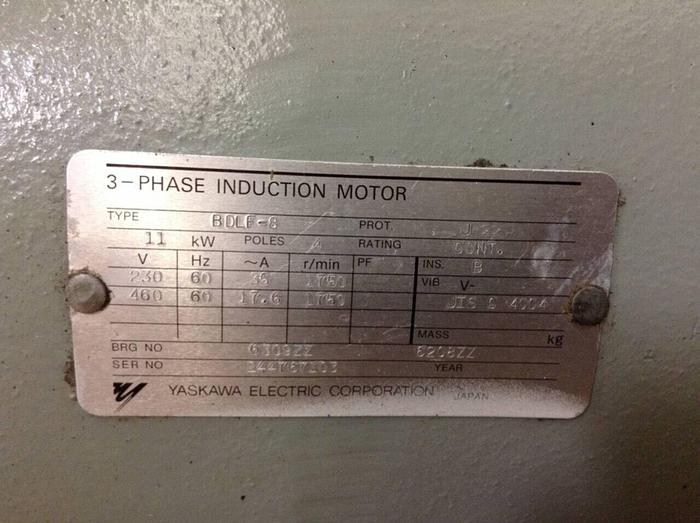 3-PHASE INDUCTION MOTOR
TYPE BDLF-8 PROT.
11 kW POLES 4 RATING CONT.
V Hz ~A r/min PF INS. B
230 60 35 1750 VIB V-
460 60 17.6 1750 JIS C 4004
MASS kg
BRG NO 6309ZZ 6208ZZ
SER NO YEAR
YASKAWA ELECTRIC CORPORATION JAPAN